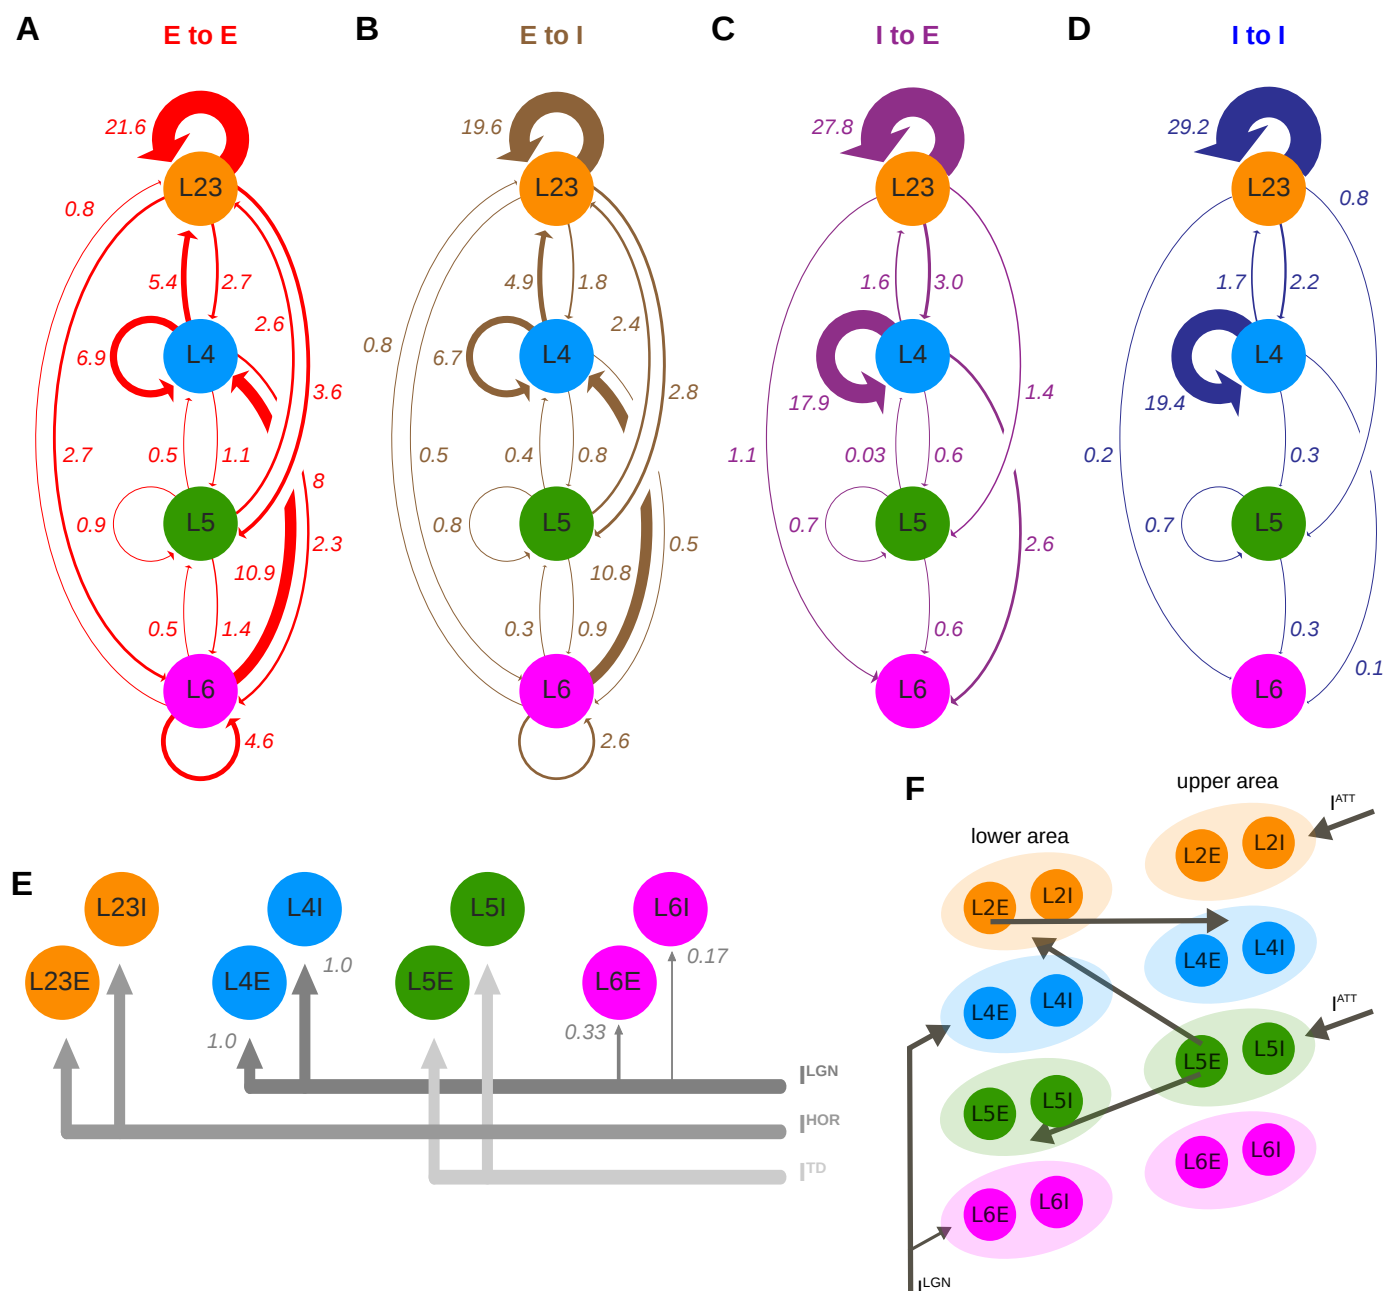 A
E to E
B
E to I
C
I to E
D
I to I
21.6
L23
0.8
5.4
2.7
2.6
L4
6.9
3.6
2.7
0.5
1.1
8
L5
0.9
2.3
10.9
0.5
1.4
L6
4.6
19.6
L23
4.9
1.8
2.4
0.8
L4
6.7
2.8
0.5
0.4
0.8
L5
0.8
0.5
10.8
0.3
0.9
L6
2.6
27.8
L23
1.6
3.0
L4
17.9
1.4
1.1
0.03
0.6
L5
0.7
2.6
0.6
L6
29.2
L23
0.8
1.7
2.2
L4
19.4
0.2
0.3
L5
0.7
0.3
0.1
L6
E
L23I
L4I
L5I
L6I
L23E
L4E
L5E
L6E
1.0
1.0
0.33
0.17
I^LGN
I^HOR
I^TD
F
lower area
upper area
I^ATT
L2E
L2I
L2E
L2I
L4E
L4I
L4E
L4I
I^ATT
L5E
L5I
L5E
L5I
L6E
L6I
L6E
L6I
I^LGN